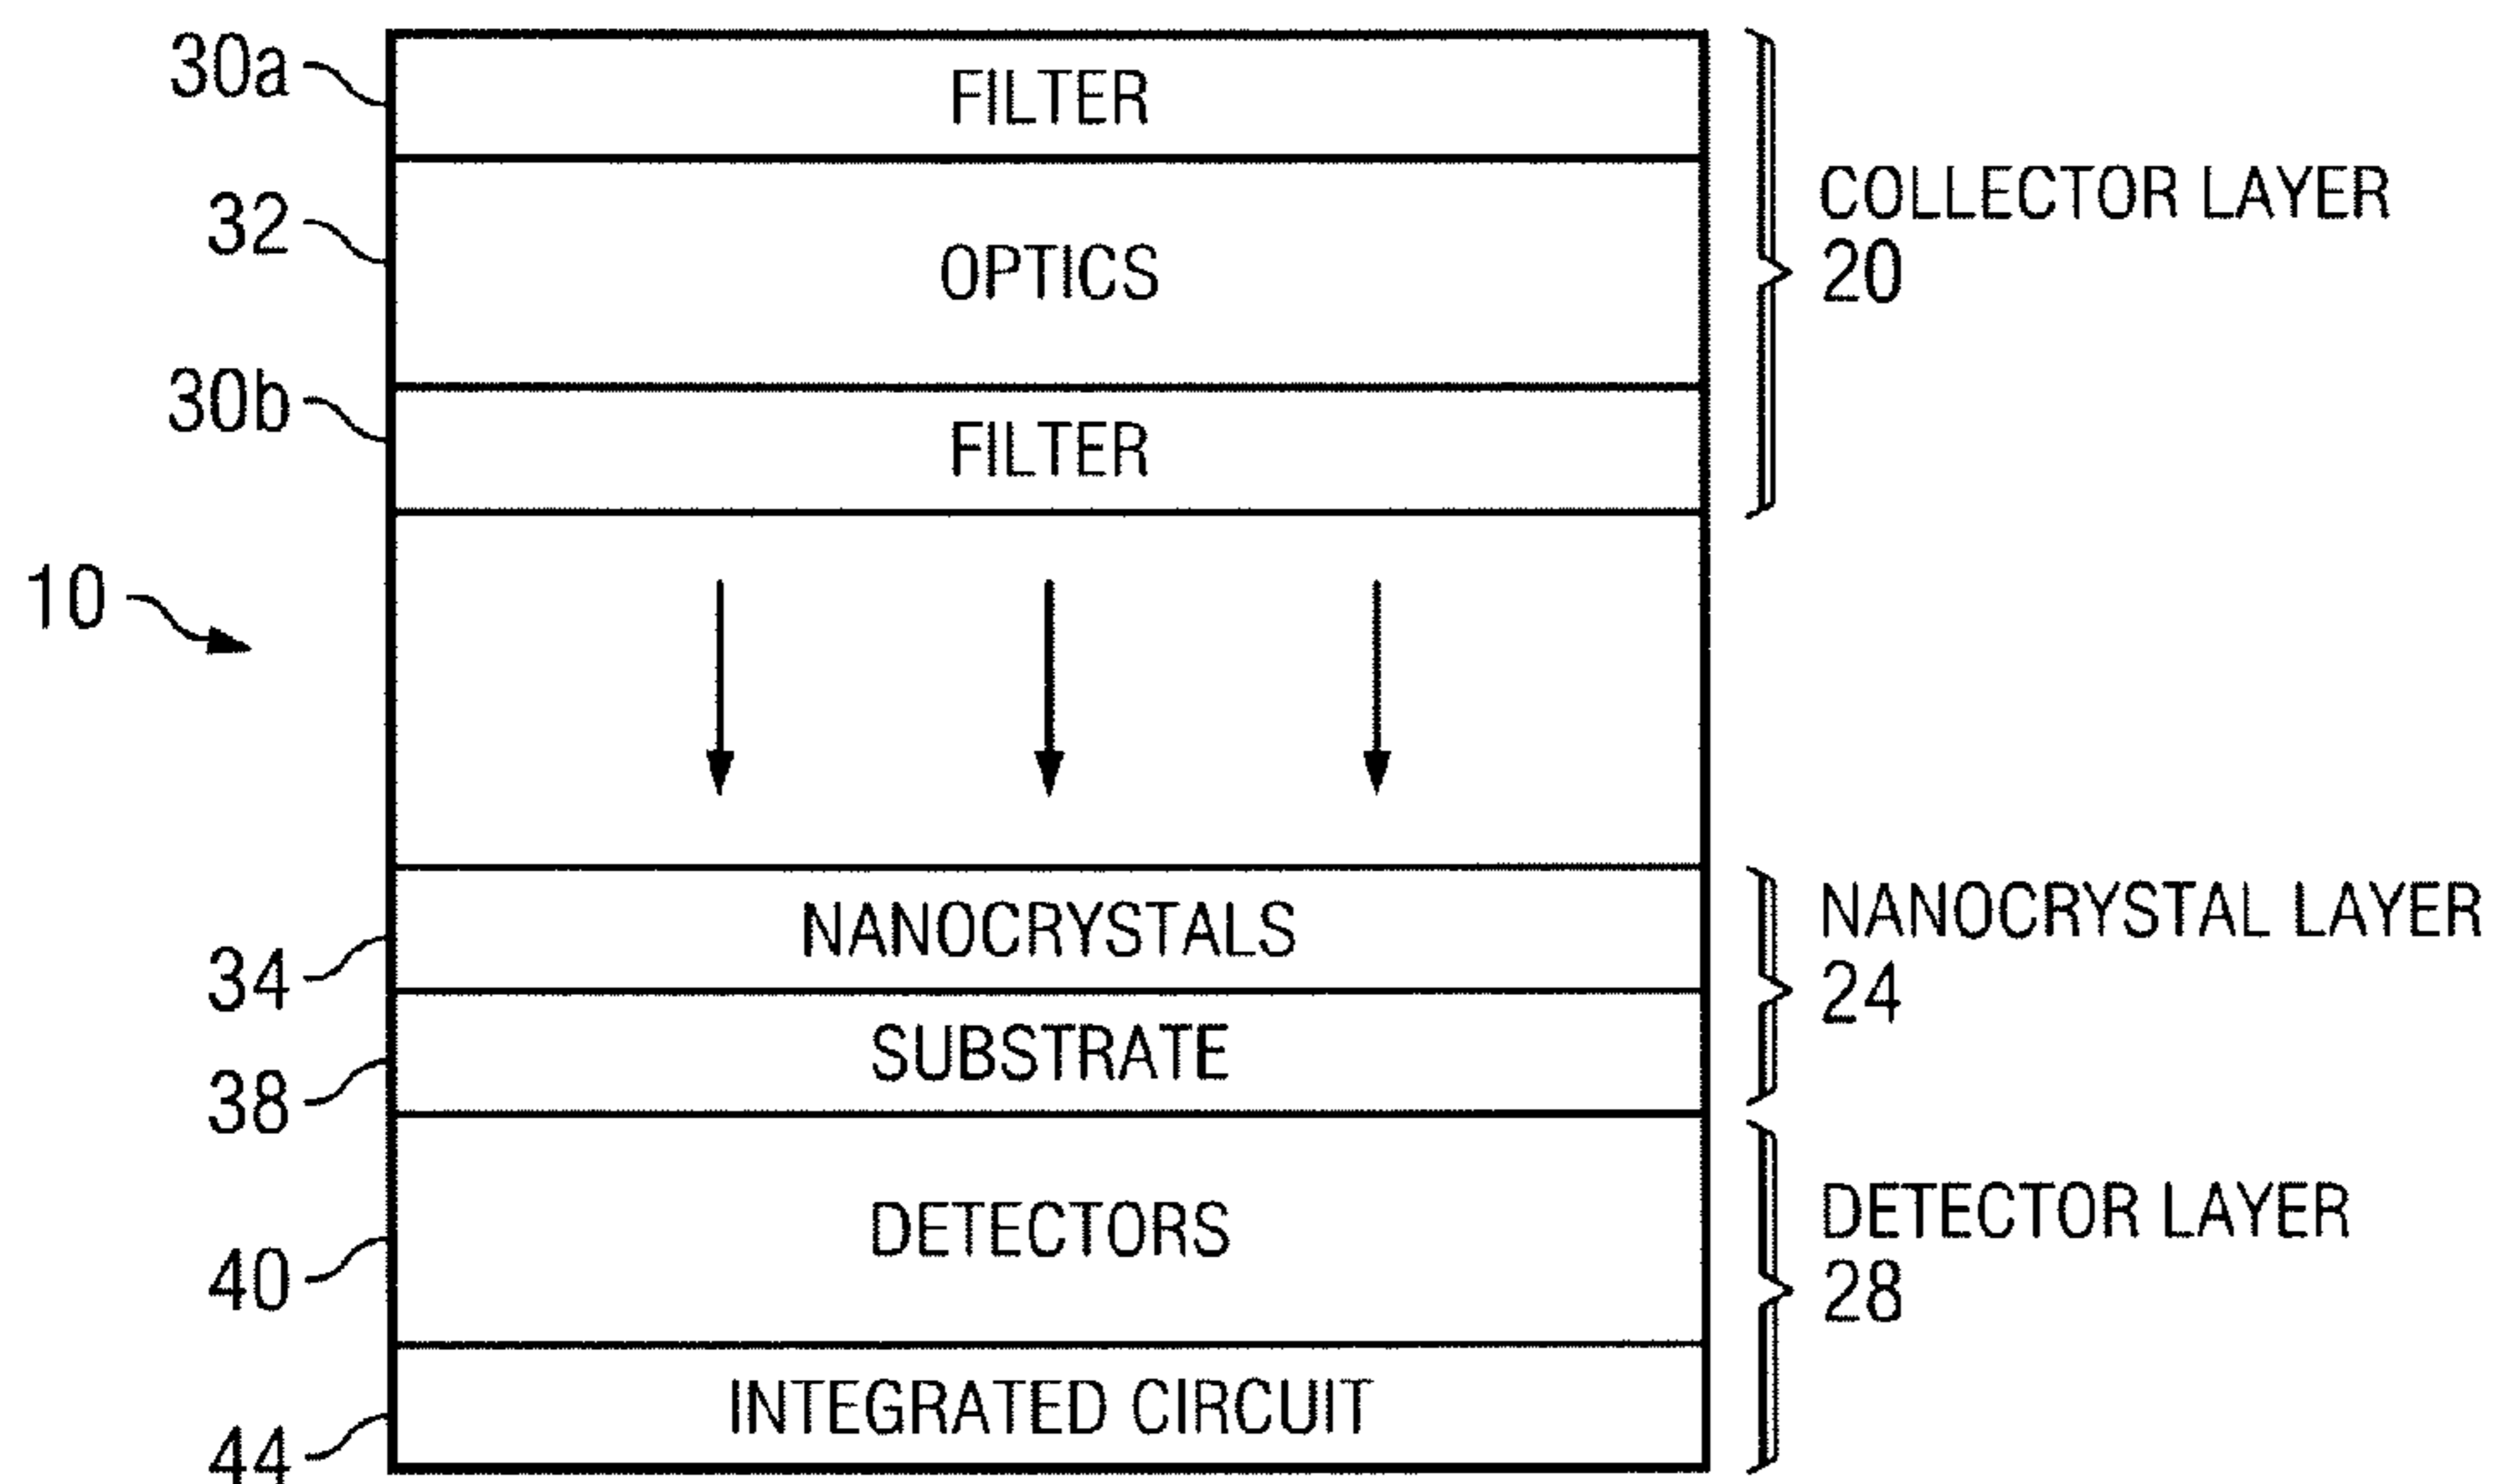 30a
FILTER
32
OPTICS
COLLECTOR LAYER
20
30b
FILTER
10
34
NANOCRYSTALS
NANOCRYSTAL LAYER
24
38
SUBSTRATE
40
DETECTORS
DETECTOR LAYER
28
44
INTEGRATED CIRCUIT